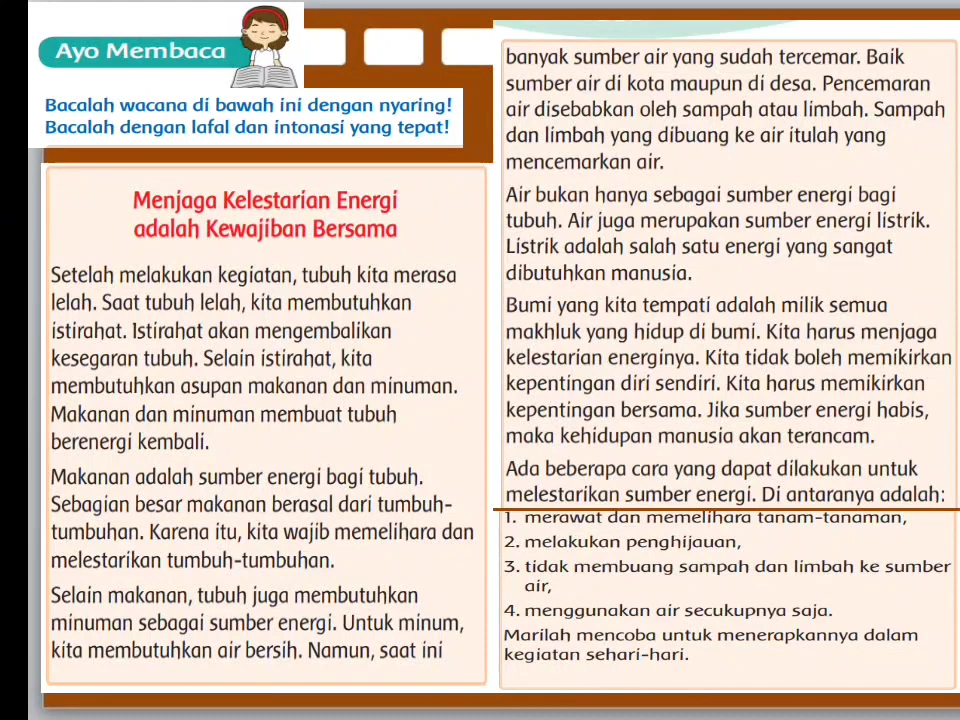 Ayo Membaca
Bacalah wacana di bawah ini dengan nyaring!
Bacalah dengan lafal dan intonasi yang tepat!
Menjaga Kelestarian Energi
adalah Kewajiban Bersama
Setelah melakukan kegiatan, tubuh kita merasa
lelah. Saat tubuh lelah, kita membutuhkan
istirahat. Istirahat akan mengembalikan
kesegaran tubuh. Selain istirahat, kita
membutuhkan asupan makanan dan minuman.
Makanan dan minuman membuat tubuh
berenergi kembali.
Makanan adalah sumber energi bagi tubuh.
Sebagian besar makanan berasal dari tumbuh-
tumbuhan. Karena itu, kita wajib memelihara dan
melestarikan tumbuh-tumbuhan.
Selain makanan, tubuh juga membutuhkan
minuman sebagai sumber energi. Untuk minum,
kita membutuhkan air bersih. Namun, saat ini
banyak sumber air yang sudah tercemar. Baik
sumber air di kota maupun di desa. Pencemaran
air disebabkan oleh sampah atau limbah. Sampah
dan limbah yang dibuang ke air itulah yang
mencemarkan air.
Air bukan hanya sebagai sumber energi bagi
tubuh. Air juga merupakan sumber energi listrik.
Listrik adalah salah satu energi yang sangat
dibutuhkan manusia.
Bumi yang kita tempati adalah milik semua
makhluk yang hidup di bumi. Kita harus menjaga
kelestarian energinya. Kita tidak boleh memikirkan
kepentingan diri sendiri. Kita harus memikirkan
kepentingan bersama. Jika sumber energi habis,
maka kehidupan manusia akan terancam.
Ada beberapa cara yang dapat dilakukan untuk
melestarikan sumber energi. Di antaranya adalah:
1. merawat dan memelihara tanam-tanaman,
2. melakukan penghijauan,
3. tidak membuang sampah dan limbah ke sumber
air,
4. menggunakan air secukupnya saja.
Marilah mencoba untuk menerapkannya dalam
kegiatan sehari-hari.